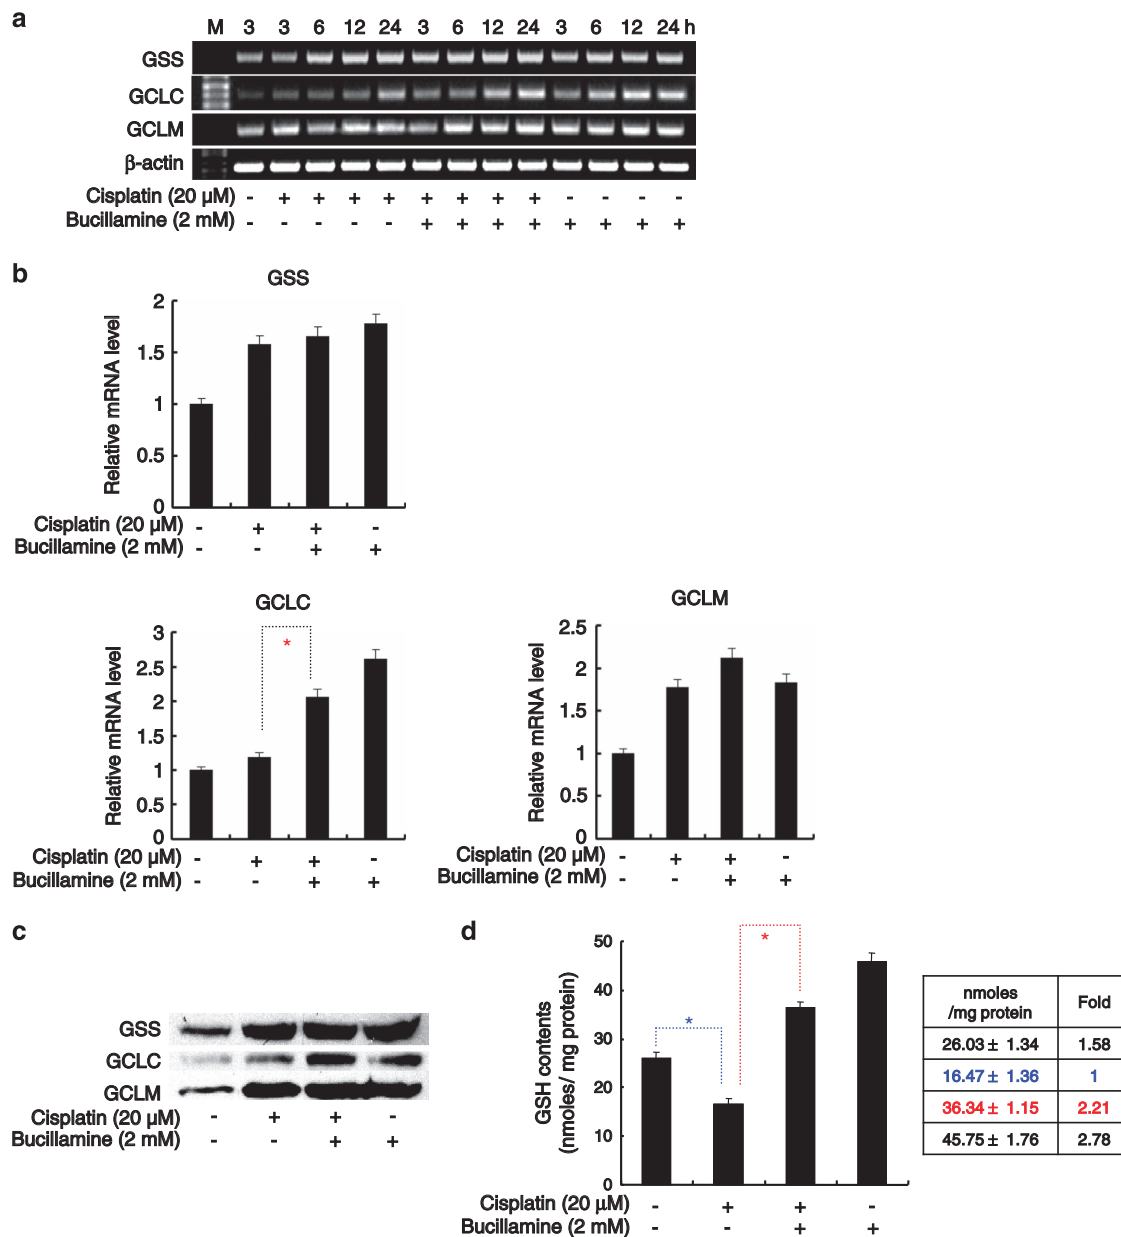 a
M 3 3 6 12 24 3 6 12 24 3 6 12 24 h
GSS
GCLC
GCLM
β-actin
Cisplatin (20 µM) - + + + + + + + + - - - -
Bucillamine (2 mM) - - - - - + + + + + + + +
b
GSS
Relative mRNA level
2
1.5
1
0.5
0
Cisplatin (20 µM) - + + -
Bucillamine (2 mM) - - + +
GCLC
Relative mRNA level
3
2.5
2
1.5
1
0.5
0
*
Cisplatin (20 µM) - + + -
Bucillamine (2 mM) - - + +
GCLM
Relative mRNA level
2.5
2
1.5
1
0.5
0
Cisplatin (20 µM) - + + -
Bucillamine (2 mM) - - + +
c
GSS
GCLC
GCLM
Cisplatin (20 µM) - + + -
Bucillamine (2 mM) - - + +
d
GSH contents
(nmoles/ mg protein)
50
40
30
20
10
0
*
*
Cisplatin (20 µM) - + + -
Bucillamine (2 mM) - - + +
nmoles
/mg protein Fold
26.03 ± 1.34 1.58
16.47 ± 1.36 1
36.34 ± 1.15 2.21
45.75 ± 1.76 2.78